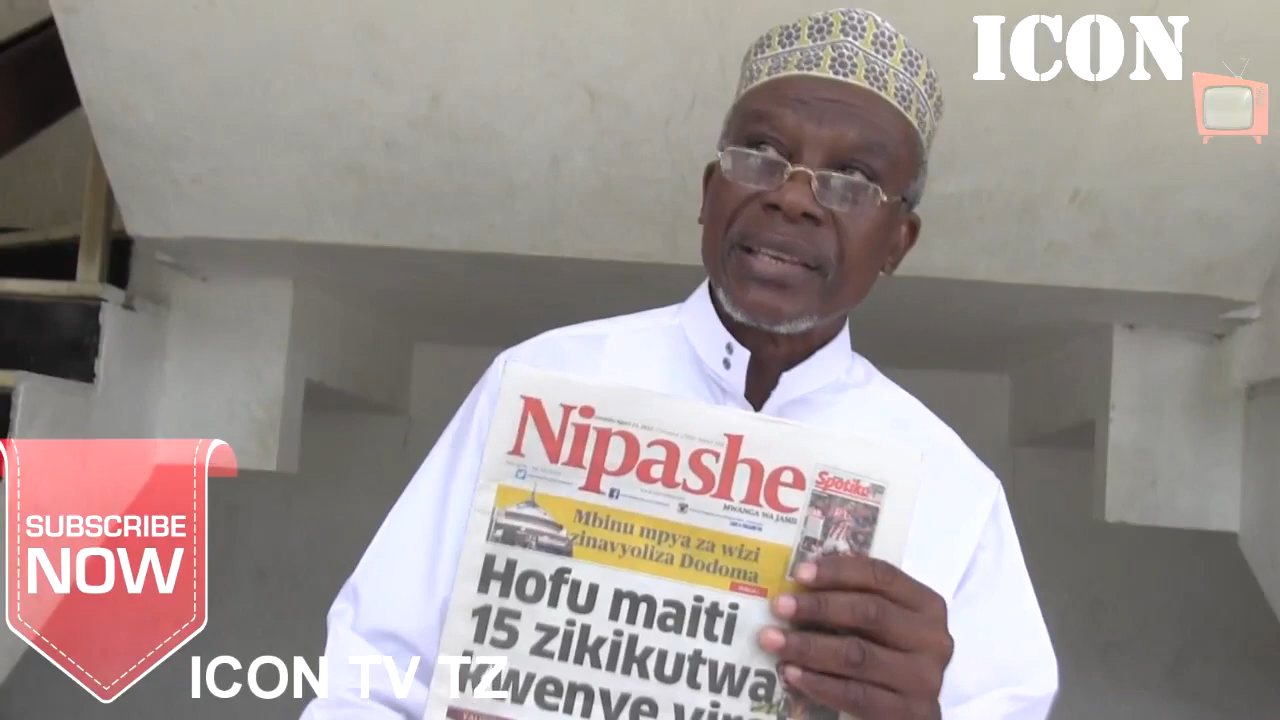 ICON
Nipashe
MWANGA WA JAMII
Spotiko
Mbinu mpya za wizi
zinavyoliza Dodoma
Hofu maiti
15 zikikutwa
kwenye
SUBSCRIBE
NOW
ICON TV TZ